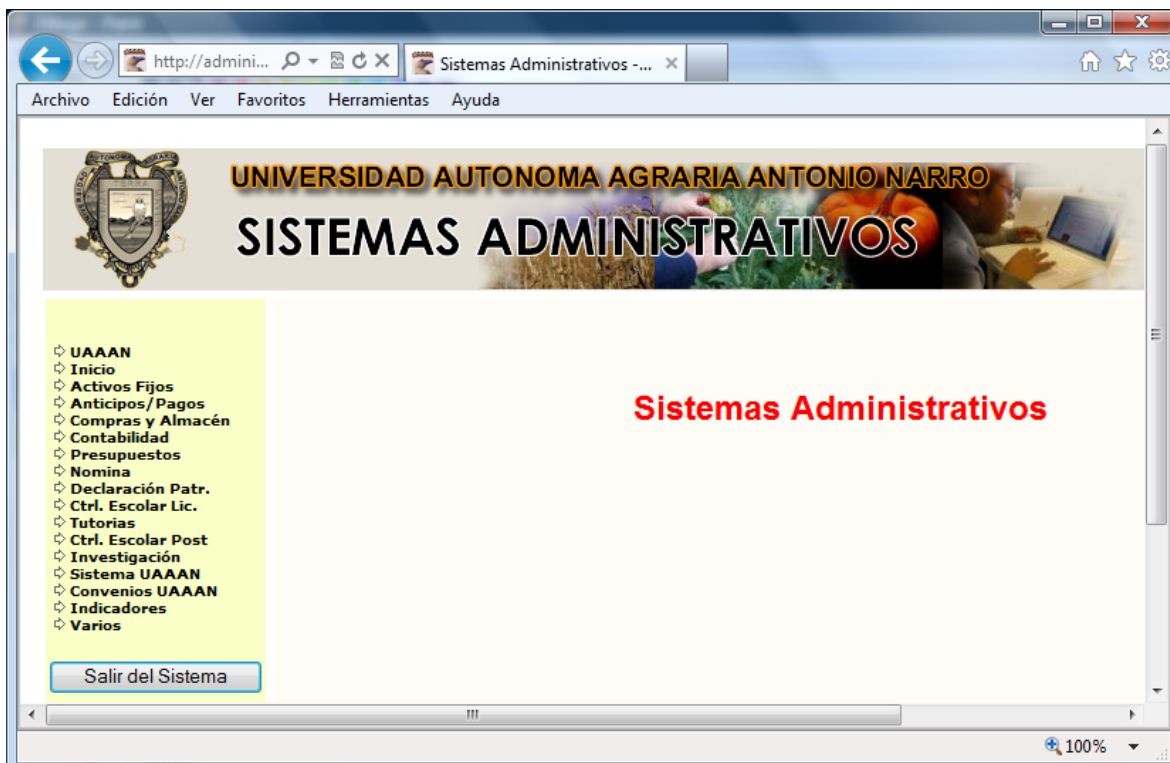 http://admini...
Sistemas Administrativos -...
Archivo Edición Ver Favoritos Herramientas Ayuda
UNIVERSIDAD AUTONOMA AGRARIA ANTONIO NARRO
SISTEMAS ADMINISTRATIVOS
TERRA
UAAAN
Inicio
Activos Fijos
Anticipos/Pagos
Compras y Almacén
Contabilidad
Presupuestos
Nomina
Declaración Patr.
Ctrl. Escolar Lic.
Tutorias
Ctrl. Escolar Post
Investigación
Sistema UAAAN
Convenios UAAAN
Indicadores
Varios
Salir del Sistema
Sistemas Administrativos
100%